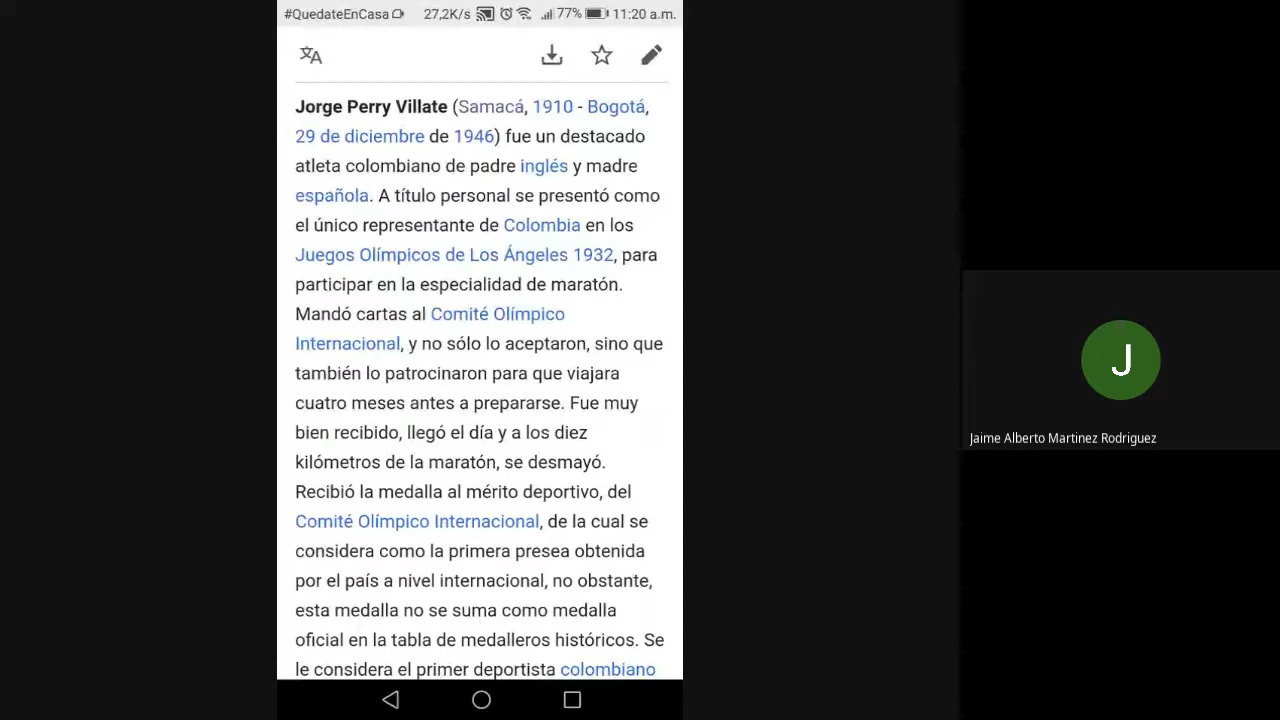 #QuedateEnCasa 27,2K/s 77% 11:20 a.m.
Jorge Perry Villate (Samacá, 1910 - Bogotá,
29 de diciembre de 1946) fue un destacado
atleta colombiano de padre inglés y madre
española. A título personal se presentó como
el único representante de Colombia en los
Juegos Olímpicos de Los Ángeles 1932, para
participar en la especialidad de maratón.
Mandó cartas al Comité Olímpico
Internacional, y no sólo lo aceptaron, sino que
también lo patrocinaron para que viajara
cuatro meses antes a prepararse. Fue muy
bien recibido, llegó el día y a los diez
kilómetros de la maratón, se desmayó.
Recibió la medalla al mérito deportivo, del
Comité Olímpico Internacional, de la cual se
considera como la primera presea obtenida
por el país a nivel internacional, no obstante,
esta medalla no se suma como medalla
oficial en la tabla de medalleros históricos. Se
le considera el primer deportista colombiano
J
Jaime Alberto Martinez Rodriguez